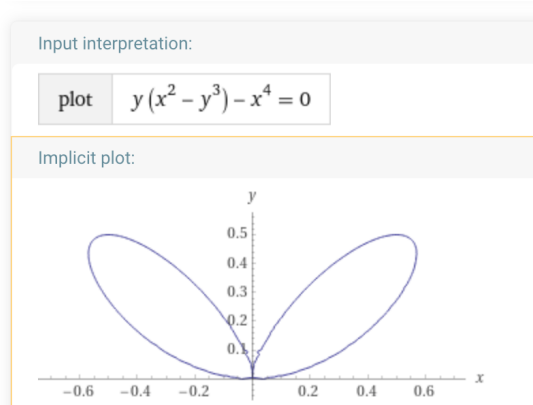 Input interpretation:
plot y (x² − y³) − x⁴ = 0
Implicit plot:
y
0.5
0.4
0.3
0.2
0.1
x
−0.6 −0.4 −0.2 0.2 0.4 0.6